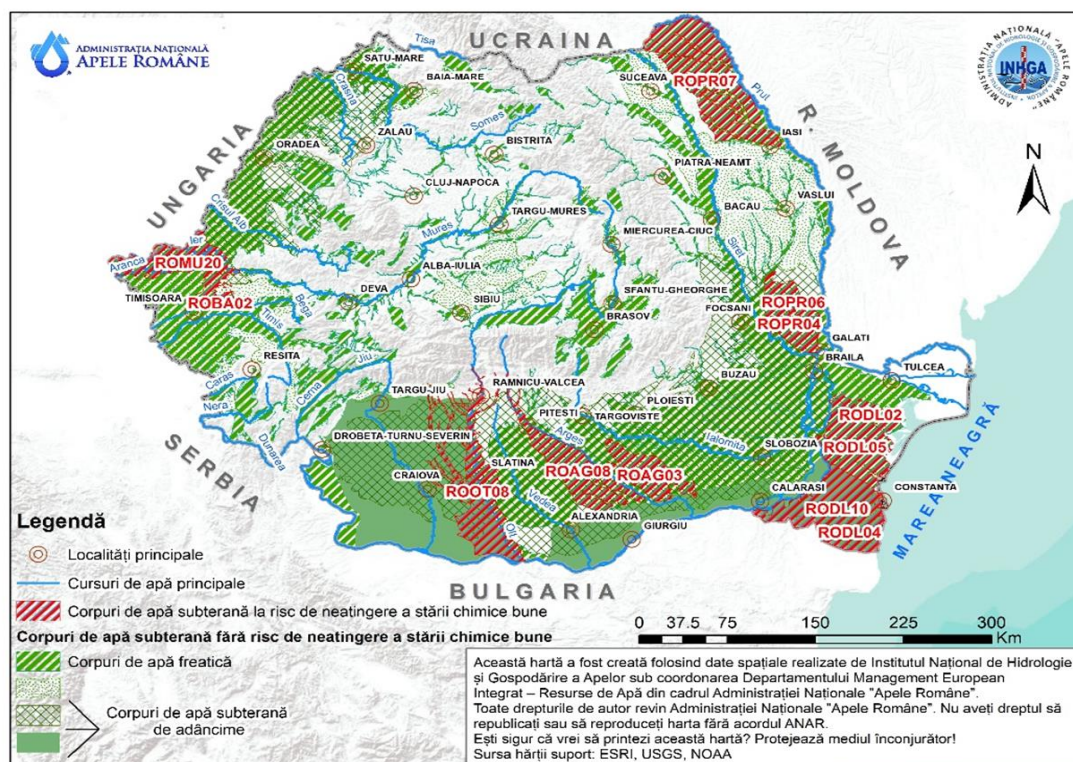 ADMINISTRAȚIA NAȚIONALĂ
APELE ROMÂNE
UCRAINA
ADMINISTRAȚIA NAȚIONALĂ "APELE ROMÂNE"
INHGA
Tisa
SATU-MARE
BAIA-MARE
SUCEAVA
ROPR07
Prut
Crasna
Somes
IASI
ORADEA
ZALAU
BISTRITA
UNGARIA
R. MOLDOVA
PIATRA-NEAMT
N
CLUJ-NAPOCA
VASLUI
TARGU-MURES
BACAU
Crisul Alb
Mures
MIERCUREA-CIUC
Siret
Ier
Aranca
ROMU20
ALBA-IULIA
TIMISOARA
ROBA02
DEVA
SFANTU-GHEORGHE
ROPR06
Bega
SIBIU
FOCSANI
ROPR04
Timis
BRASOV
GALATI
RESITA
BRAILA
Jiu
TULCEA
Caras
Cerna
TARGU-JIU
RAMNICU-VALCEA
BUZAU
Nera
PLOIESTI
PITESTI
TARGOVISTE
RODL02
Dunarea
Arges
Ialomita
SERBIA
DROBETA-TURNU-SEVERIN
SLOBOZIA
RODL05
SLATINA
ROAG08
ROAG03
CRAIOVA
ROOT08
CALARASI
CONSTANTA
Vedea
RODL10
ALEXANDRIA
GIURGIU
Olt
RODL04
MAREA NEAGRĂ
BULGARIA
Legendă
Localități principale
Cursuri de apă principale
Corpuri de apă subterană la risc de neatingere a stării chimice bune
Corpuri de apă subterană fără risc de neatingere a stării chimice bune
Corpuri de apă freatică
Corpuri de apă subterană
de adâncime
0 37.5 75 150 225 300
Km
Această hartă a fost creată folosind date spațiale realizate de Institutul Național de Hidrologie
și Gospodărire a Apelor sub coordonarea Departamentului Management European
Integrat – Resurse de Apă din cadrul Administrației Naționale "Apele Române".
Toate drepturile de autor revin Administrației Naționale "Apele Române". Nu aveți dreptul să
republicați sau să reproduceți harta fără acordul ANAR.
Ești sigur că vrei să printezi această hartă? Protejează mediul înconjurător!
Sursa hărții suport: ESRI, USGS, NOAA